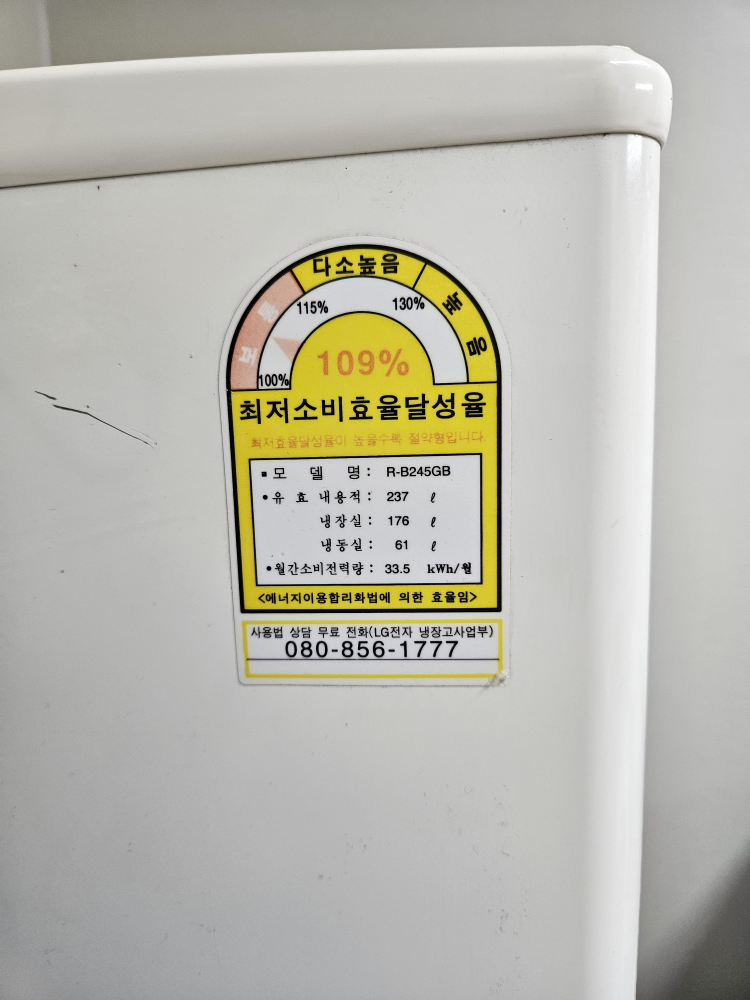 다소높음
보통
높음
115%
130%
100%
109%
최저소비효율달성율
최저효율달성율이 높을수록 절약형입니다.
▪모 델 명 : R-B245GB
•유 효 내용적 : 237 ℓ
냉장실 : 176 ℓ
냉동실 : 61 ℓ
•월간소비전력량 : 33.5 kWh/월
<에너지이용합리화법에 의한 효율임>
사용법 상담 무료 전화(LG전자 냉장고사업부)
080-856-1777